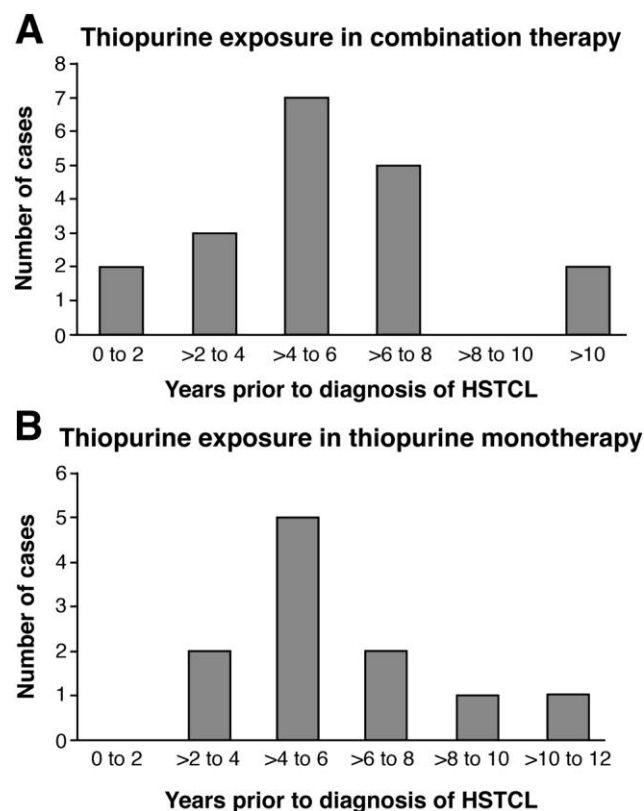 A
Thiopurine exposure in combination therapy
Number of cases
8
7
6
5
4
3
2
1
0
0 to 2 >2 to 4 >4 to 6 >6 to 8 >8 to 10 >10
Years prior to diagnosis of HSTCL
B
Thiopurine exposure in thiopurine monotherapy
Number of cases
6
5
4
3
2
1
0
0 to 2 >2 to 4 >4 to 6 >6 to 8 >8 to 10 >10 to 12
Years prior to diagnosis of HSTCL